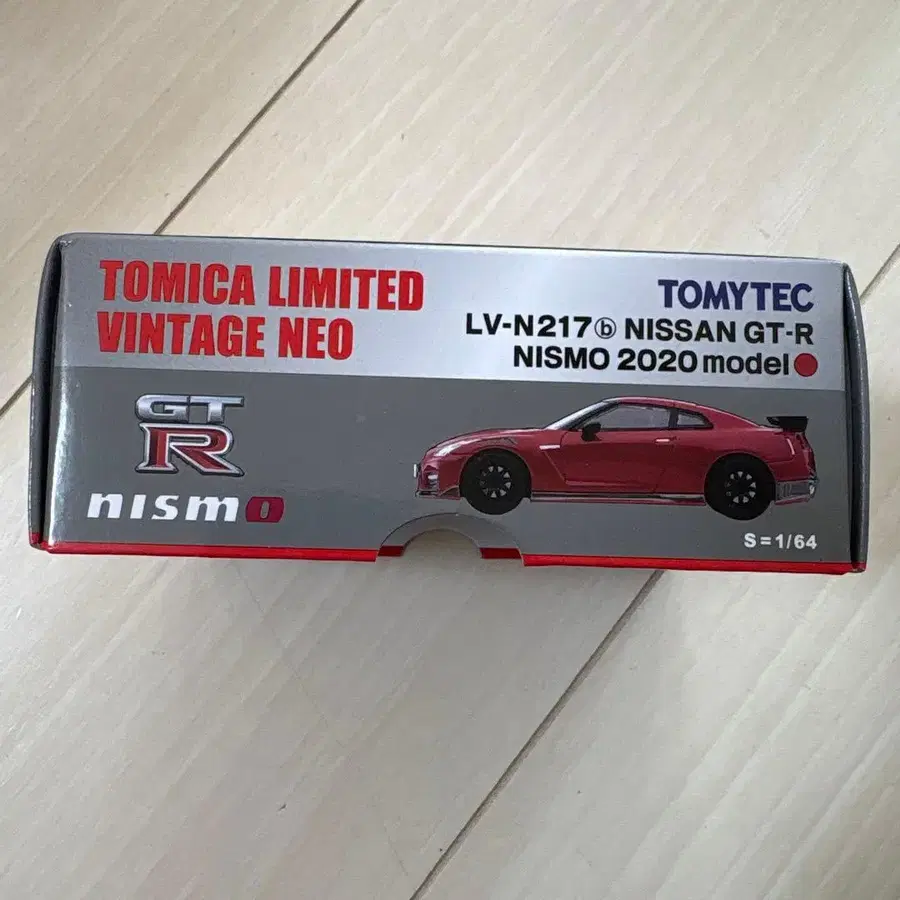 TOMICA LIMITED
VINTAGE NEO
TOMYTEC
LV-N217ⓑ NISSAN GT-R
NISMO 2020 model
GT
R
nismo
S=1/64